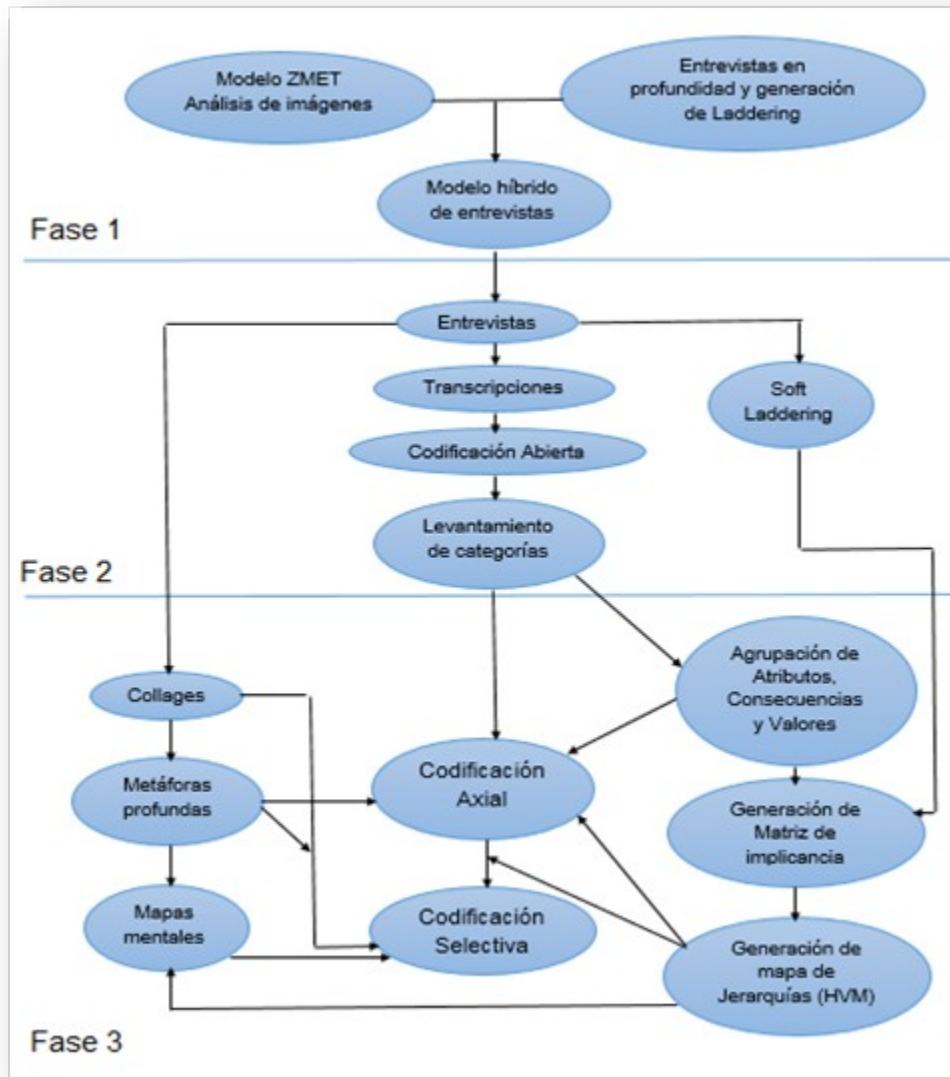 Modelo ZMET
Análisis de imágenes
Entrevistas en
profundidad y generación
de Laddering
Modelo híbrido
de entrevistas
Fase 1
Entrevistas
Transcripciones
Soft
Laddering
Codificación Abierta
Levantamiento
de categorías
Fase 2
Agrupación de
Atributos,
Consecuencias
y Valores
Collages
Codificación
Axial
Metáforas
profundas
Generación de
Matriz de
implicancia
Mapas
mentales
Codificación
Selectiva
Generación de
mapa de
Jerarquías (HVM)
Fase 3